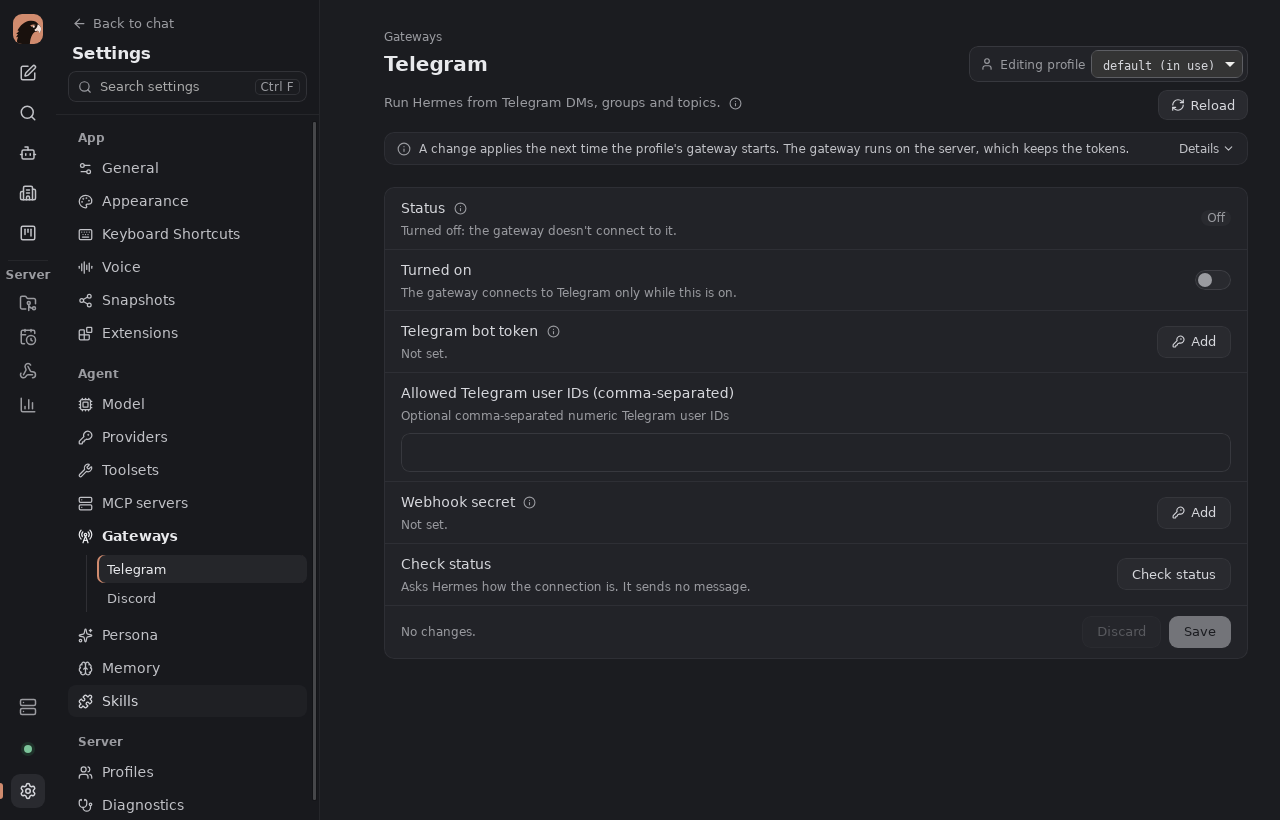 Back to chat
Settings
Search settings
Ctrl F
App
General
Appearance
Keyboard Shortcuts
Voice
Snapshots
Extensions
Agent
Model
Providers
Toolsets
MCP servers
Gateways
Telegram
Discord
Persona
Memory
Skills
Server
Profiles
Diagnostics
Server
Gateways
Telegram
Editing profile
default (in use)
Run Hermes from Telegram DMs, groups and topics.
Reload
A change applies the next time the profile's gateway starts. The gateway runs on the server, which keeps the tokens.
Details
Status
Turned off: the gateway doesn't connect to it.
Off
Turned on
The gateway connects to Telegram only while this is on.
Telegram bot token
Not set.
Add
Allowed Telegram user IDs (comma-separated)
Optional comma-separated numeric Telegram user IDs
Webhook secret
Not set.
Add
Check status
Asks Hermes how the connection is. It sends no message.
Check status
No changes.
Discard
Save